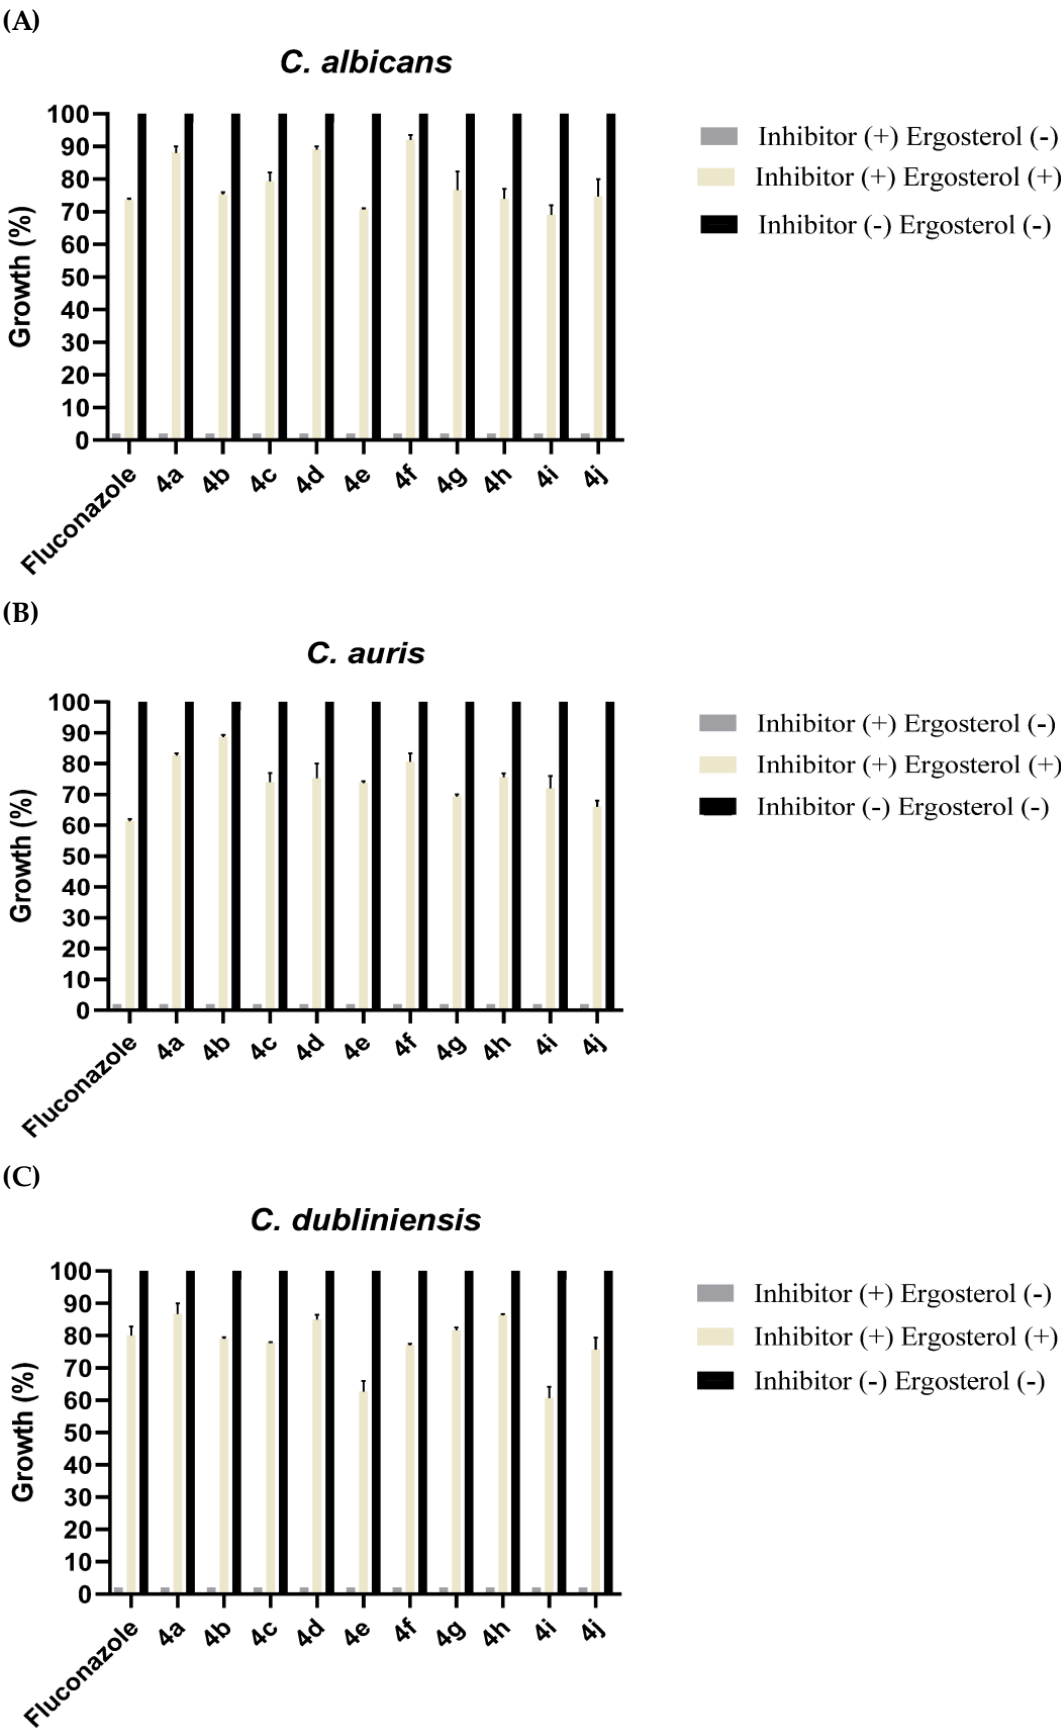 (A)
C. albicans
100
90
80
70
60
50
40
30
20
10
0
Growth (%)
Fluconazole
4a
4b
4c
4d
4e
4f
4g
4h
4i
4j
Inhibitor (+) Ergosterol (-)
Inhibitor (+) Ergosterol (+)
Inhibitor (-) Ergosterol (-)
(B)
C. auris
100
90
80
70
60
50
40
30
20
10
0
Growth (%)
Fluconazole
4a
4b
4c
4d
4e
4f
4g
4h
4i
4j
Inhibitor (+) Ergosterol (-)
Inhibitor (+) Ergosterol (+)
Inhibitor (-) Ergosterol (-)
(C)
C. dubliniensis
100
90
80
70
60
50
40
30
20
10
0
Growth (%)
Fluconazole
4a
4b
4c
4d
4e
4f
4g
4h
4i
4j
Inhibitor (+) Ergosterol (-)
Inhibitor (+) Ergosterol (+)
Inhibitor (-) Ergosterol (-)